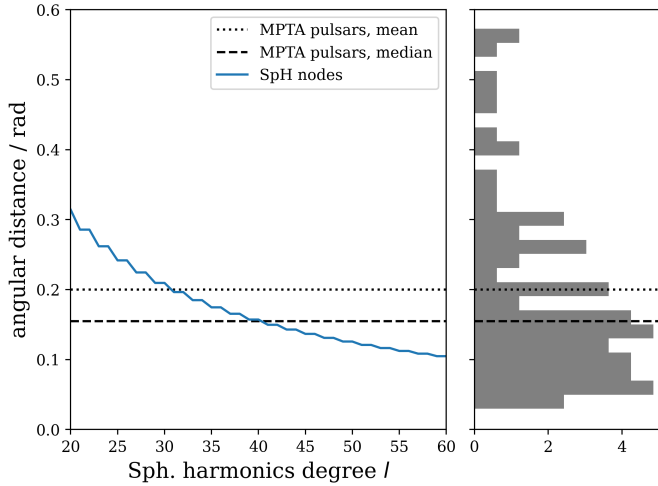 angular distance / rad
0.6
0.5
0.4
0.3
0.2
0.1
0.0
MPTA pulsars, mean
MPTA pulsars, median
SpH nodes
20 25 30 35 40 45 50 55 60
0 2 4
Sph. harmonics degree l